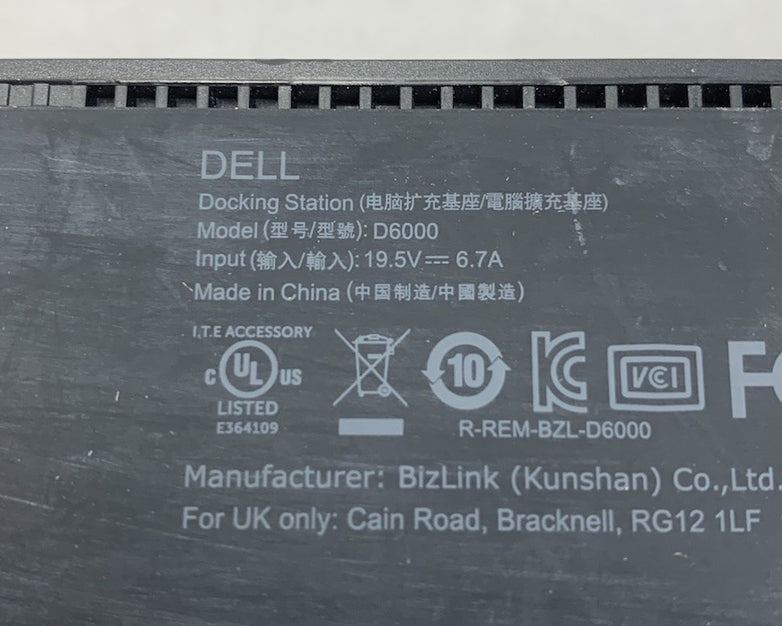 DELL
Docking Station (电脑扩充基座/電腦擴充基座)
Model (型号/型號): D6000
Input (输入/輸入): 19.5V⎓ 6.7A
Made in China (中国制造/中國製造)
I.T.E ACCESSORY
c UL US
LISTED
E364109
10
KC
VCI
FC
R-REM-BZL-D6000
Manufacturer: BizLink (Kunshan) Co.,Ltd.
For UK only: Cain Road, Bracknell, RG12 1LF